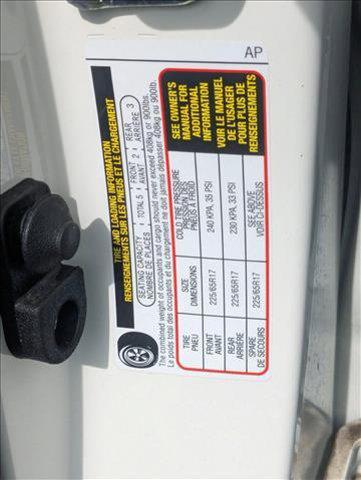 AP
TIRE AND LOADING INFORMATION
RENSEIGNEMENTS SUR LES PNEUS ET LE CHARGEMENT
SEATING CAPACITY
NOMBRE DE PLACES
TOTAL 5
FRONT 2
AVANT
REAR 3
ARRIÈRE
The combined weight of occupants and cargo should never exceed 408kg or 900lbs.
Le poids total des occupants et du chargement ne doit jamais dépasser 408kg ou 900lb.
TIRE
PNEU
SIZE
DIMENSIONS
COLD TIRE PRESSURE
PRESSION DES
PNEUS À FROID
FRONT
AVANT
225/65R17
240 KPA, 35 PSI
REAR
ARRIÈRE
225/65R17
230 KPA, 33 PSI
SPARE
DE SECOURS
225/65R17
SEE ABOVE
VOIR CI-DESSUS
SEE OWNER'S
MANUAL FOR
ADDITIONAL
INFORMATION
VOIR LE MANUEL
DE L'USAGER
POUR PLUS DE
RENSEIGNEMENTS